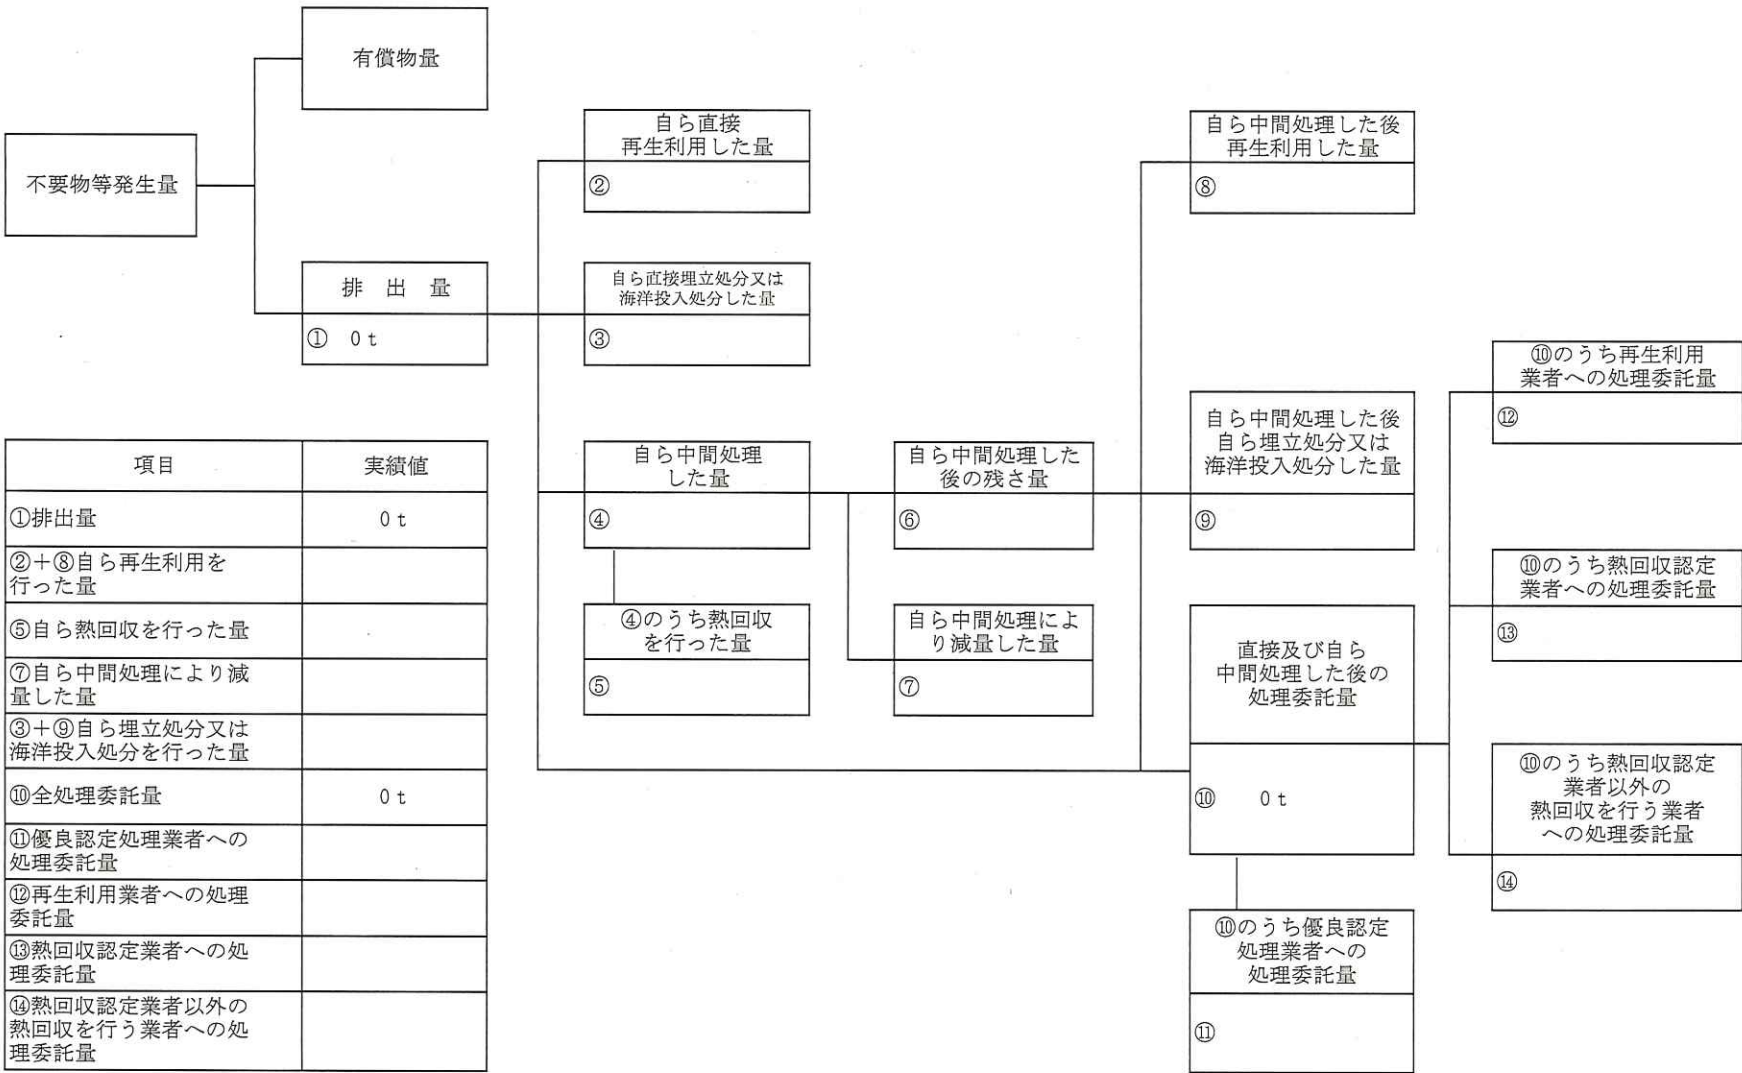 有償物量
不要物等発生量
排 出 量
① 0 t
自ら直接
再生利用した量
②
自ら直接埋立処分又は
海洋投入処分した量
③
自ら中間処理
した量
④
④のうち熱回収
を行った量
⑤
自ら中間処理した
後の残さ量
⑥
自ら中間処理によ
り減量した量
⑦
自ら中間処理した後
再生利用した量
⑧
自ら中間処理した後
自ら埋立処分又は
海洋投入処分した量
⑨
直接及び自ら
中間処理した後の
処理委託量
⑩ 0 t
⑩のうち優良認定
処理業者への
処理委託量
⑪
⑩のうち再生利用
業者への処理委託量
⑫
⑩のうち熱回収認定
業者への処理委託量
⑬
⑩のうち熱回収認定
業者以外の
熱回収を行う業者
への処理委託量
⑭
項目 実績値
①排出量 0 t
②+⑧自ら再生利用を
行った量
⑤自ら熱回収を行った量
⑦自ら中間処理により減
量した量
③+⑨自ら埋立処分又は
海洋投入処分を行った量
⑩全処理委託量 0 t
⑪優良認定処理業者への
処理委託量
⑫再生利用業者への処理
委託量
⑬熱回収認定業者への処
理委託量
⑭熱回収認定業者以外の
熱回収を行う業者への処
理委託量